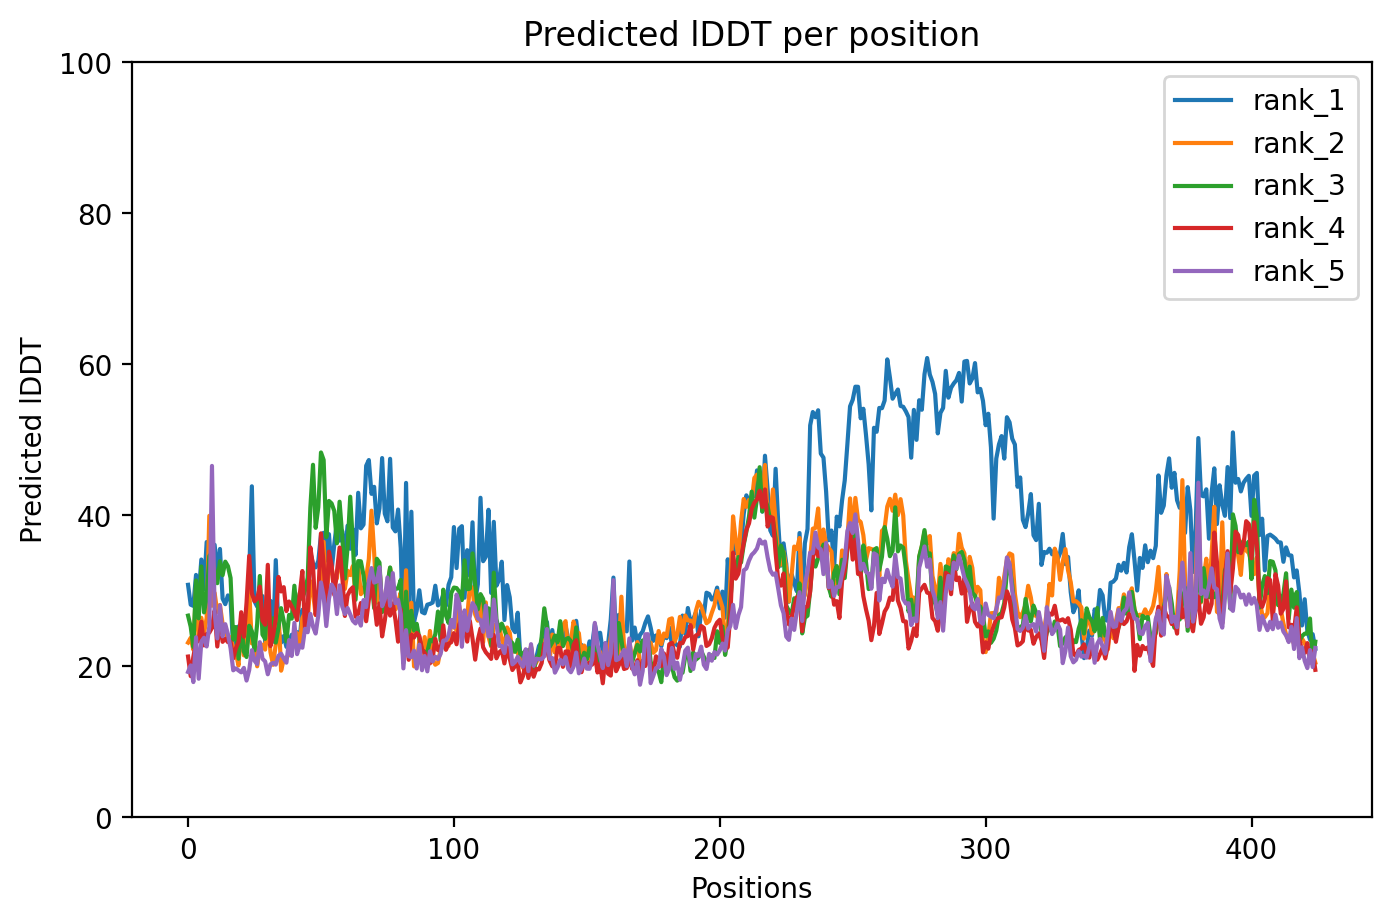 Predicted lDDT per position
100
80
60
40
20
0
Predicted lDDT
rank_1
rank_2
rank_3
rank_4
rank_5
0 100 200 300 400
Positions